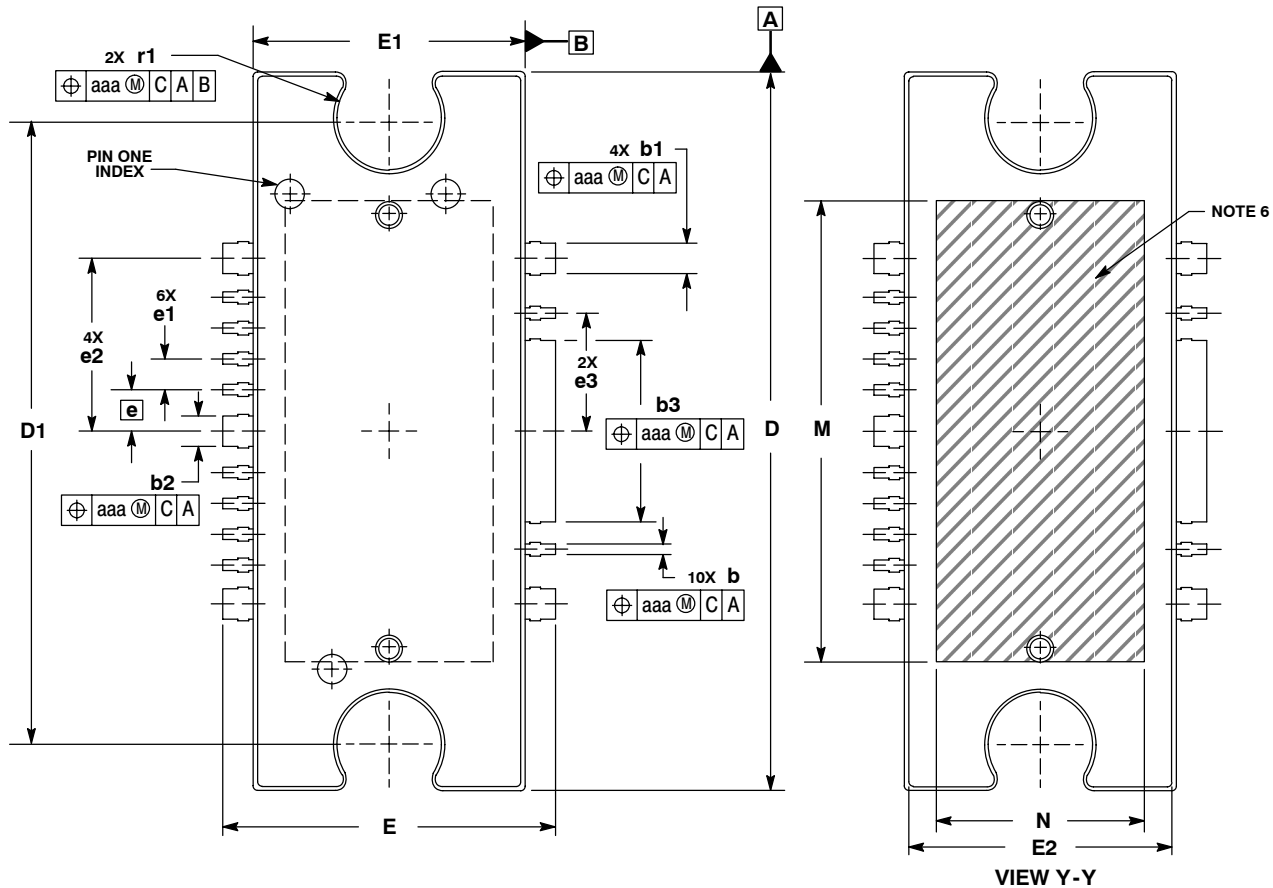 A
E1
B
2X r1
⌖ aaa Ⓜ C A B
PIN ONE
INDEX
4X b1
⌖ aaa Ⓜ C A
NOTE 6
6X
e1
4X
e2
2X
e3
e
D1
b3
⌖ aaa Ⓜ C A
D
M
b2
⌖ aaa Ⓜ C A
10X b
⌖ aaa Ⓜ C A
E
N
E2
VIEW Y-Y